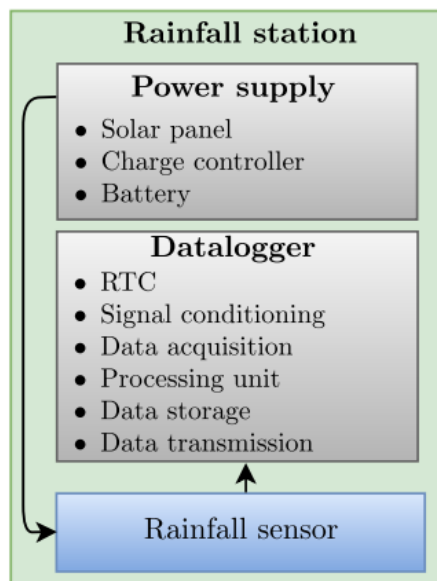 Rainfall station
Power supply
• Solar panel
• Charge controller
• Battery
Datalogger
• RTC
• Signal conditioning
• Data acquisition
• Processing unit
• Data storage
• Data transmission
Rainfall sensor